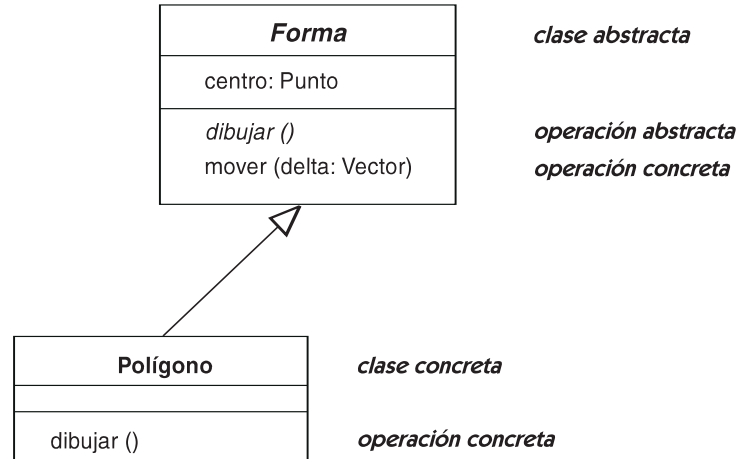 Forma
clase abstracta
centro: Punto
dibujar ()
operación abstracta
mover (delta: Vector)
operación concreta
Polígono
clase concreta
dibujar ()
operación concreta